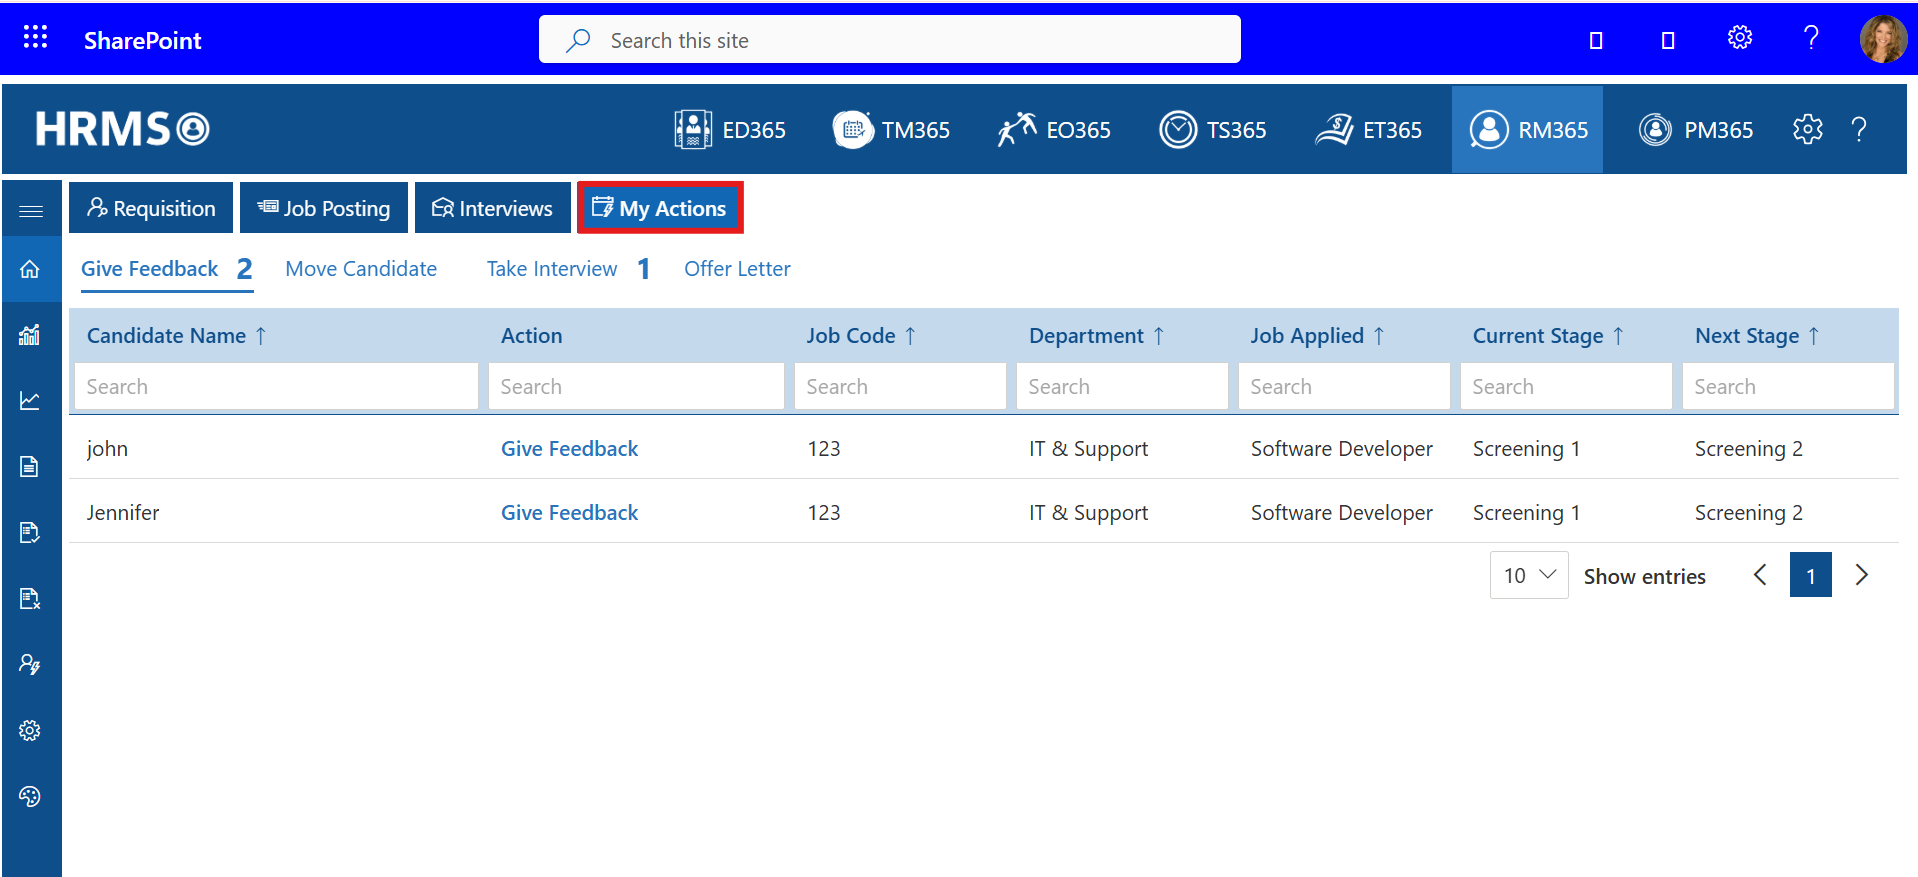 SharePoint
Search this site
HRMS
ED365
TM365
EO365
TS365
ET365
RM365
PM365
Requisition
Job Posting
Interviews
My Actions
Give Feedback 2
Move Candidate
Take Interview 1
Offer Letter
Candidate Name ↑ Action Job Code ↑ Department ↑ Job Applied ↑ Current Stage ↑ Next Stage ↑
Search Search Search Search Search Search Search
john Give Feedback 123 IT & Support Software Developer Screening 1 Screening 2
Jennifer Give Feedback 123 IT & Support Software Developer Screening 1 Screening 2
10 Show entries 1